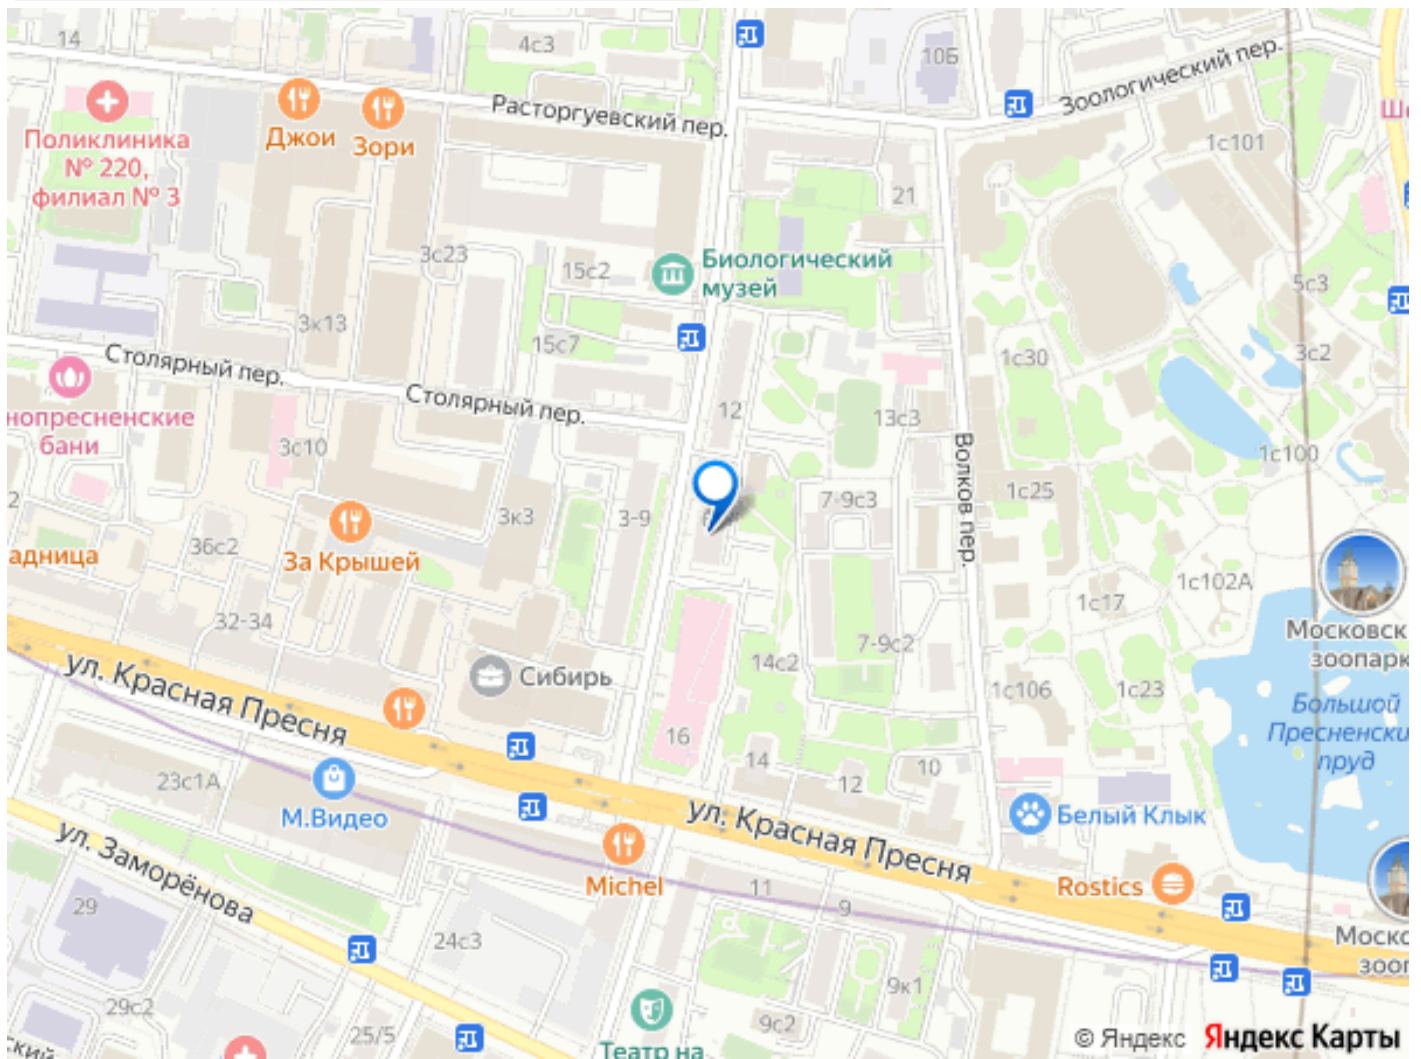 14
4с3
10Б
Зоологический пер.
Расторгуевский пер.
Джои
Зори
Поликлиника
№ 220,
филиал № 3
1с101
21
3с23
15с2
Биологический
музей
5с3
3к13
15с7
1с30
3с2
Столярный пер.
Столярный пер.
12
13с3
нопресненские
бани
3с10
Волков пер.
1с100
1с25
3к3
3-9
7-9с3
36с2
адница
За Крышей
1с17
1с102А
32-34
7-9с2
Московск
зоопарк
14с2
Сибирь
1с106
1с23
Большой
Пресненски
пруд
ул. Красная Пресня
16
14
12
10
23с1А
М.Видео
ул. Красная Пресня
Белый Клык
ул. Заморёнова
Michel
11
9
Rostics
29
24с3
Моско
зооп
9к1
29с2
25/5
9с2
ский
Театр на
© Яндекс
Яндекс Карты